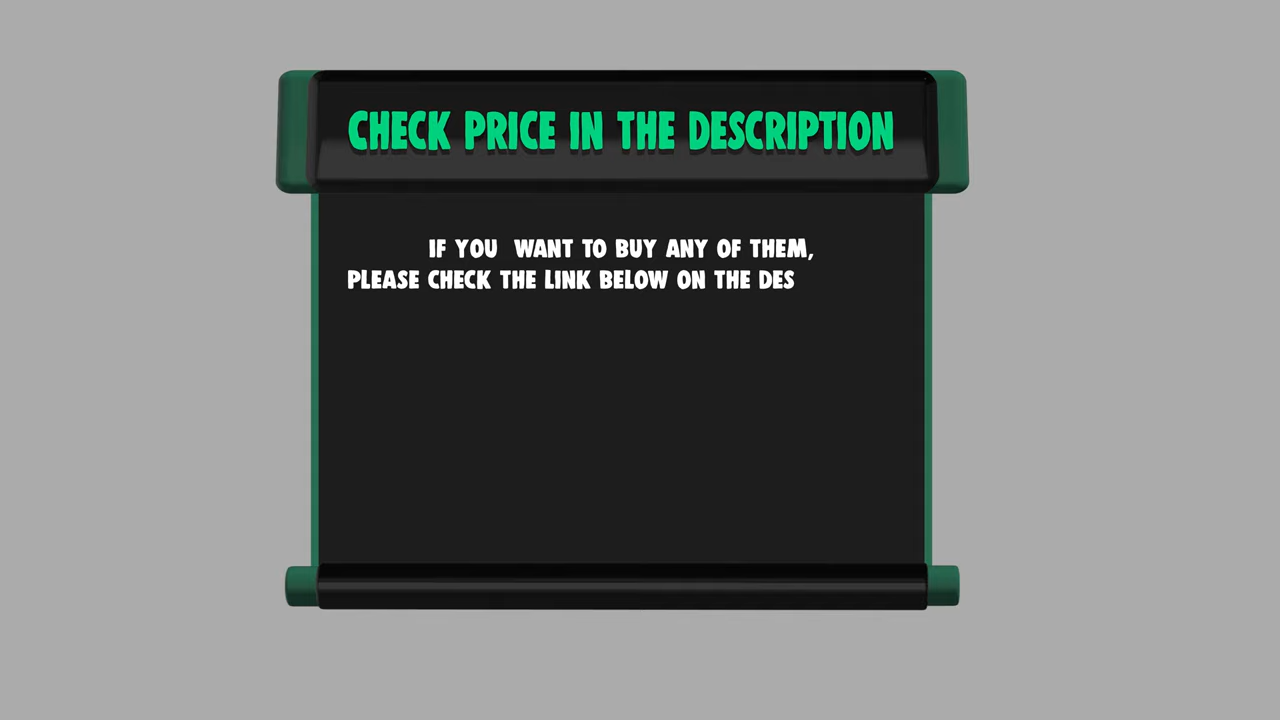 CHECK PRICE IN THE DESCRIPTION
IF YOU  WANT TO BUY ANY OF THEM,
PLEASE CHECK THE LINK BELOW ON THE DES